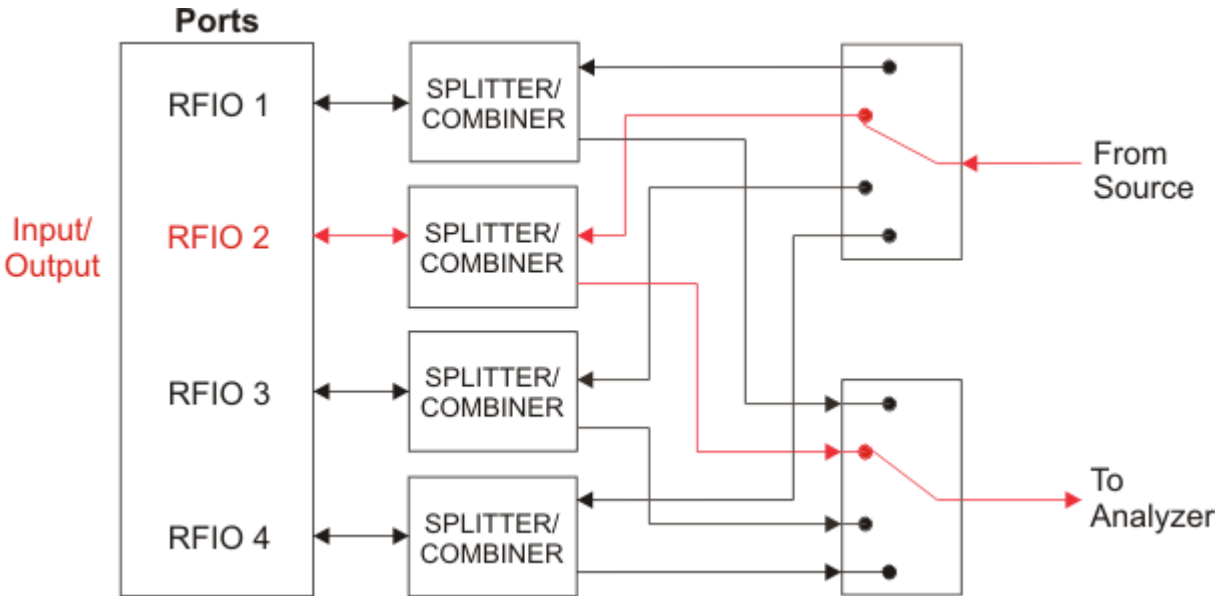 Ports
RFIO 1
SPLITTER/
COMBINER
From
Source
Input/
Output
RFIO 2
SPLITTER/
COMBINER
RFIO 3
SPLITTER/
COMBINER
To
Analyzer
RFIO 4
SPLITTER/
COMBINER